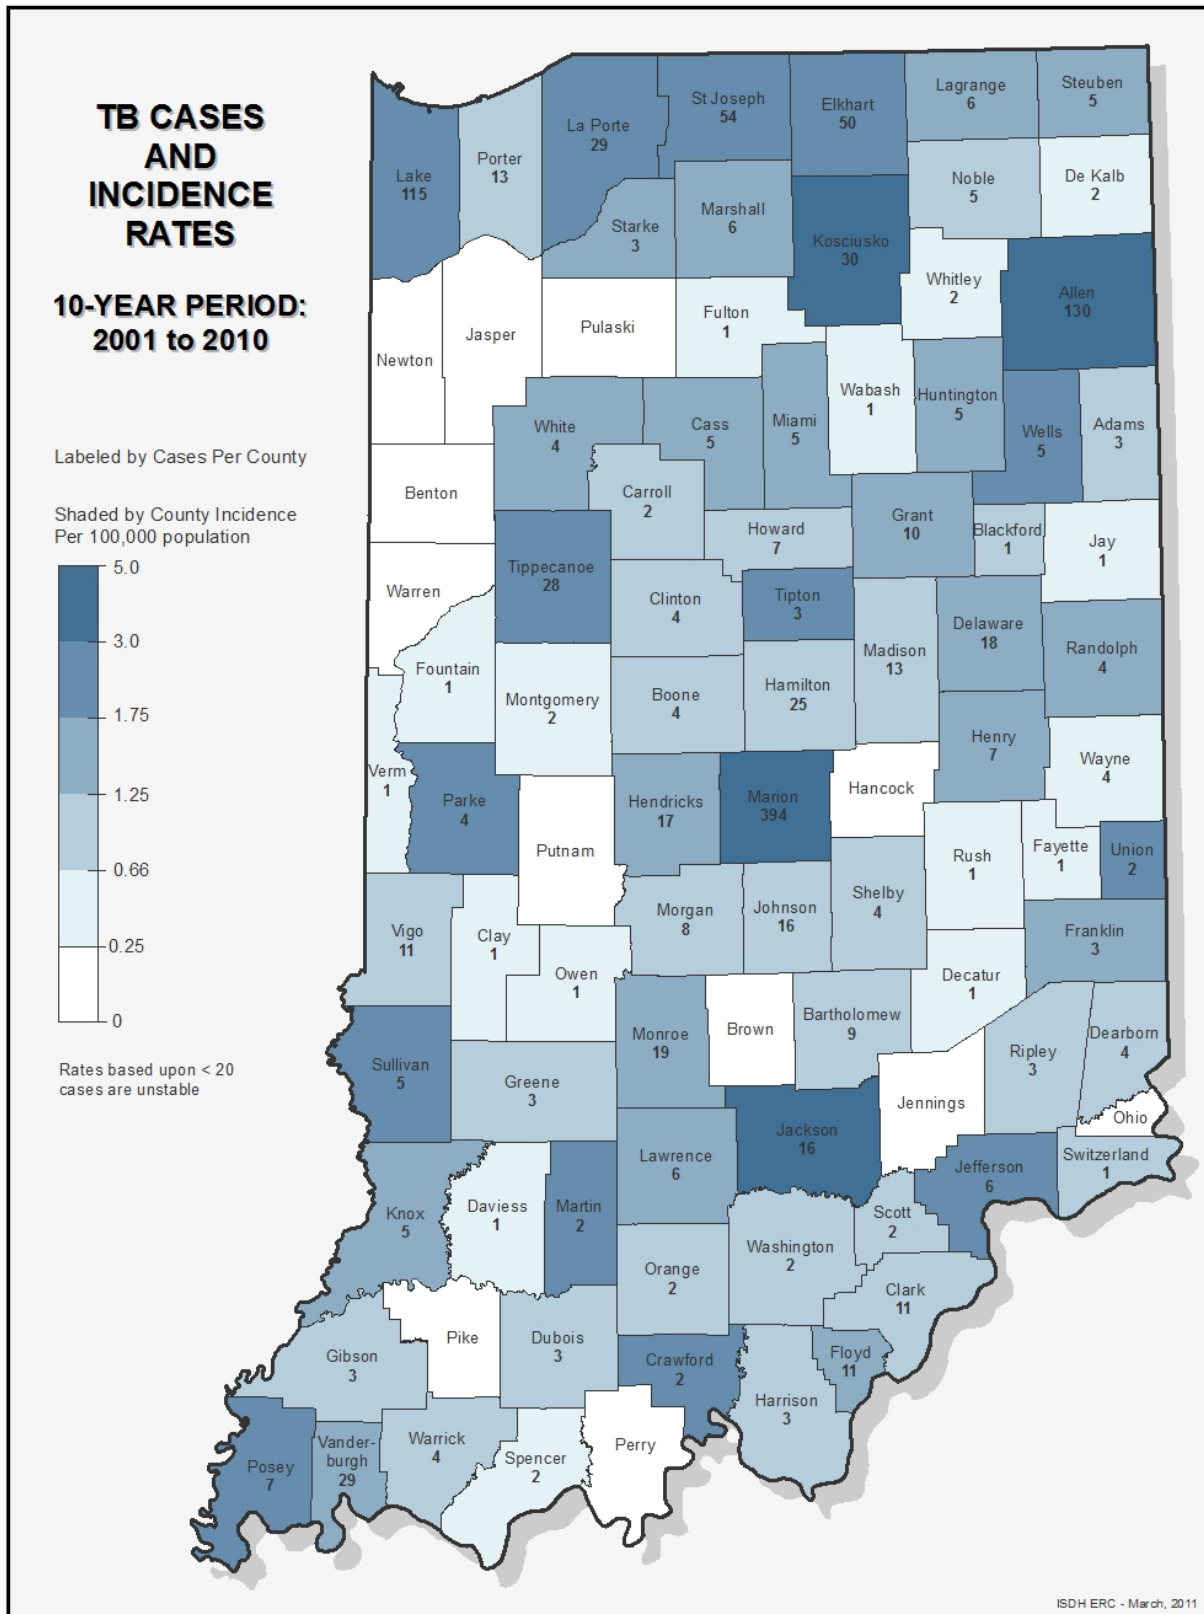 TB CASES
AND
INCIDENCE
RATES
10-YEAR PERIOD:
2001 to 2010
Labeled by Cases Per County
Shaded by County Incidence
Per 100,000 population
5.0
3.0
1.75
1.25
0.66
0.25
0
Rates based upon < 20
cases are unstable
Lake
115
Porter
13
La Porte
29
St Joseph
54
Elkhart
50
Lagrange
6
Steuben
5
Noble
5
De Kalb
2
Starke
3
Marshall
6
Kosciusko
30
Whitley
2
Allen
130
Newton
Jasper
Pulaski
Fulton
1
Wabash
1
Huntington
5
Wells
5
Adams
3
White
4
Cass
5
Miami
5
Benton
Carroll
2
Howard
7
Grant
10
Blackford
1
Jay
1
Warren
Tippecanoe
28
Clinton
4
Tipton
3
Madison
13
Delaware
18
Randolph
4
Fountain
1
Montgomery
2
Boone
4
Hamilton
25
Henry
7
Wayne
4
Verm
1
Parke
4
Putnam
Hendricks
17
Marion
394
Hancock
Rush
1
Fayette
1
Union
2
Vigo
11
Clay
1
Owen
1
Morgan
8
Johnson
16
Shelby
4
Franklin
3
Decatur
1
Sullivan
5
Greene
3
Monroe
19
Brown
Bartholomew
9
Jennings
Ripley
3
Dearborn
4
Ohio
Switzerland
1
Jefferson
6
Jackson
16
Lawrence
6
Knox
5
Daviess
1
Martin
2
Orange
2
Washington
2
Scott
2
Clark
11
Floyd
11
Harrison
3
Crawford
2
Perry
Dubois
3
Pike
Gibson
3
Posey
7
Vander-
burgh
29
Warrick
4
Spencer
2
ISDH ERC - March, 2011